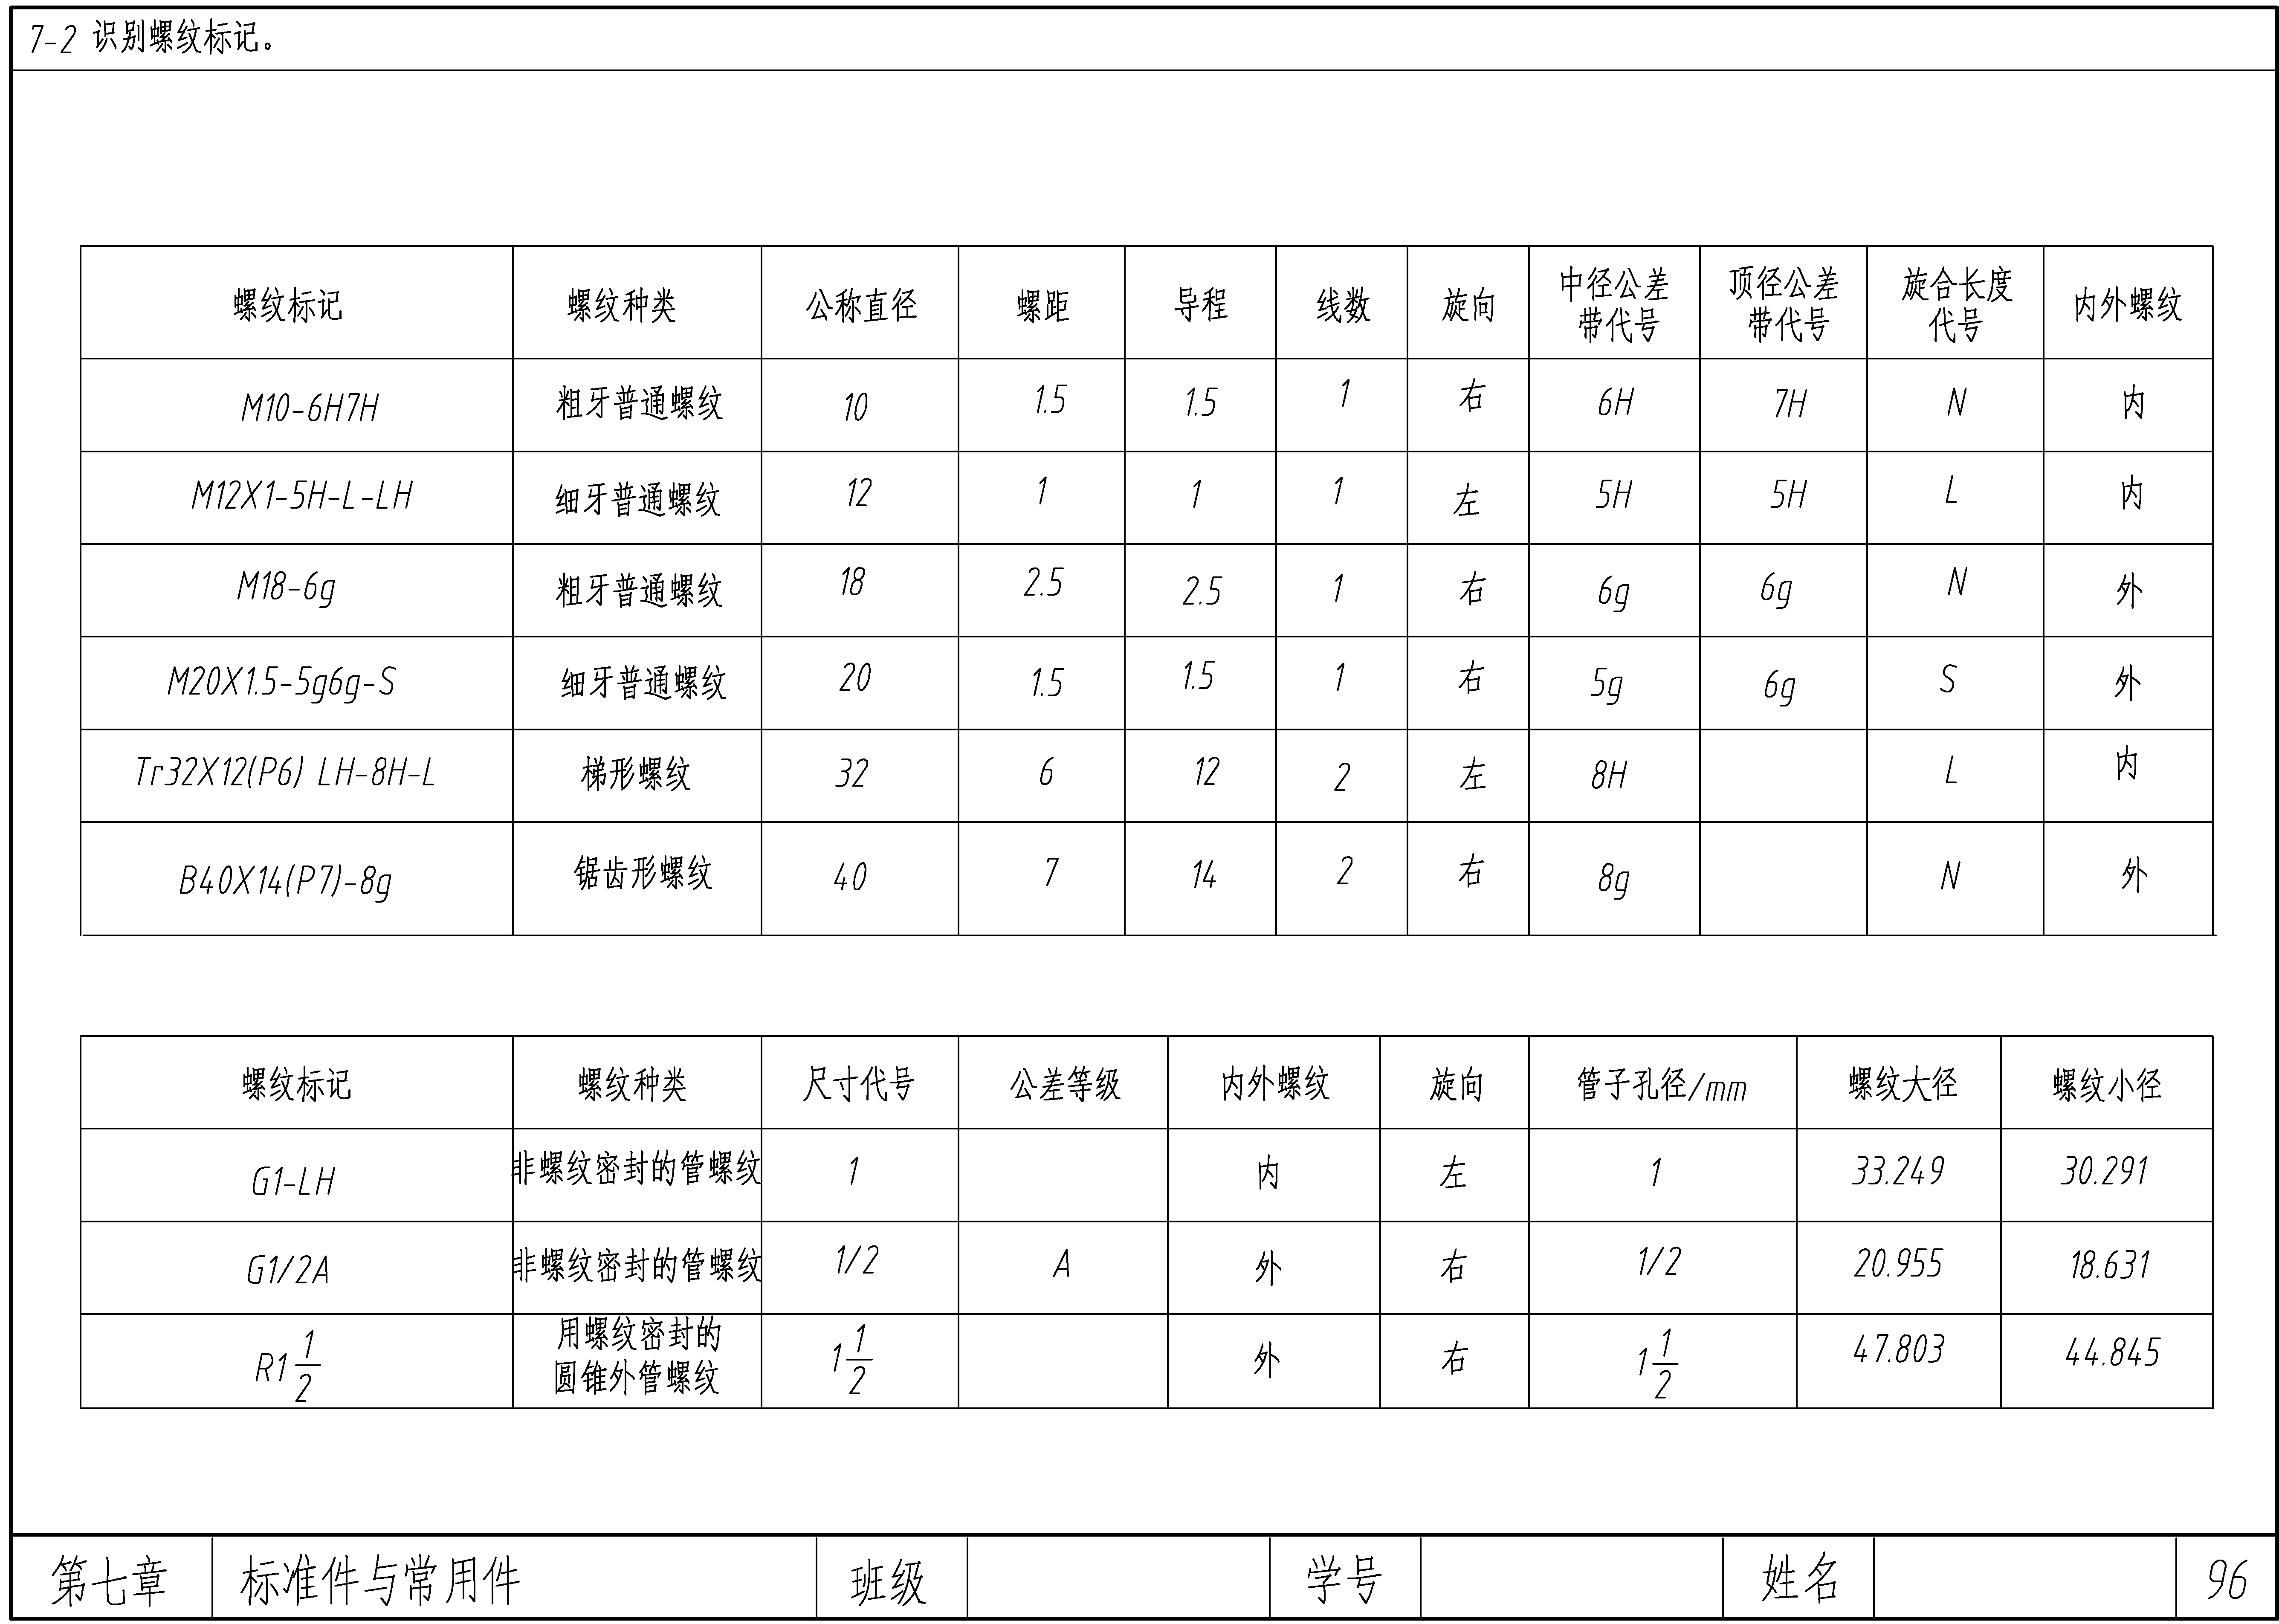 7-2 识别螺纹标记。
螺纹标记 螺纹种类 公称直径 螺距 导程 线数 旋向 中径公差带代号 顶径公差带代号 旋合长度代号 内外螺纹
M10-6H7H 粗牙普通螺纹 10 1.5 1.5 1 右 6H 7H N 内
M12X1-5H-L-LH 细牙普通螺纹 12 1 1 1 左 5H 5H L 内
M18-6g 粗牙普通螺纹 18 2.5 2.5 1 右 6g 6g N 外
M20X1.5-5g6g-S 细牙普通螺纹 20 1.5 1.5 1 右 5g 6g S 外
Tr32X12(P6) LH-8H-L 梯形螺纹 32 6 12 2 左 8H L 内
B40X14(P7)-8g 锯齿形螺纹 40 7 14 2 右 8g N 外
螺纹标记 螺纹种类 尺寸代号 公差等级 内外螺纹 旋向 管子孔径/mm 螺纹大径 螺纹小径
G1-LH 非螺纹密封的管螺纹 1 内 左 1 33.249 30.291
G1/2A 非螺纹密封的管螺纹 1/2 A 外 右 1/2 20.955 18.631
R1 1/2 用螺纹密封的圆锥外管螺纹 1 1/2 外 右 1 1/2 47.803 44.845
第七章 标准件与常用件 班级 学号 姓名 96